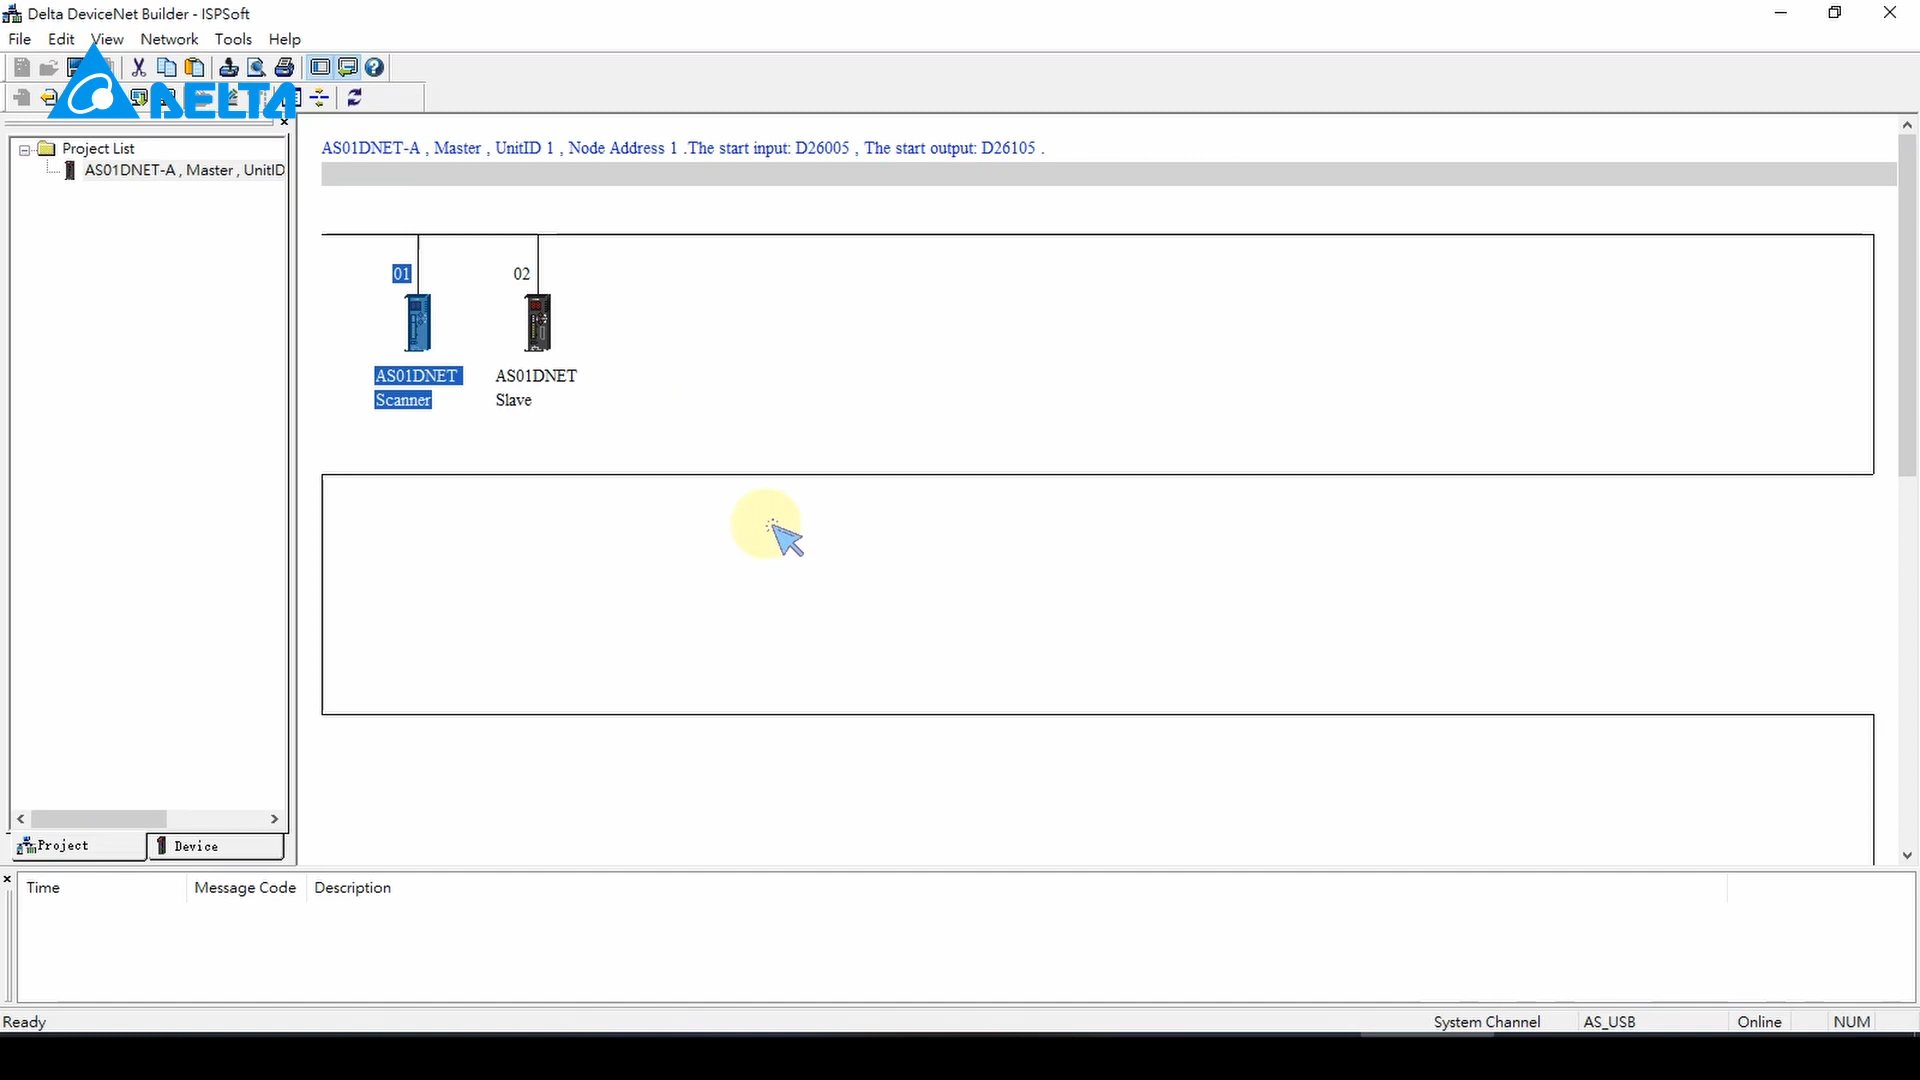 Delta DeviceNet Builder - ISPSoft
File Edit View Network Tools Help
DELTA
Project List
AS01DNET-A , Master , UnitID
AS01DNET-A , Master , UnitID 1 , Node Address 1 .The start input: D26005 , The start output: D26105 .
01 02
AS01DNET AS01DNET
Scanner Slave
Project Device
Time Message Code Description
Ready System Channel AS_USB Online NUM